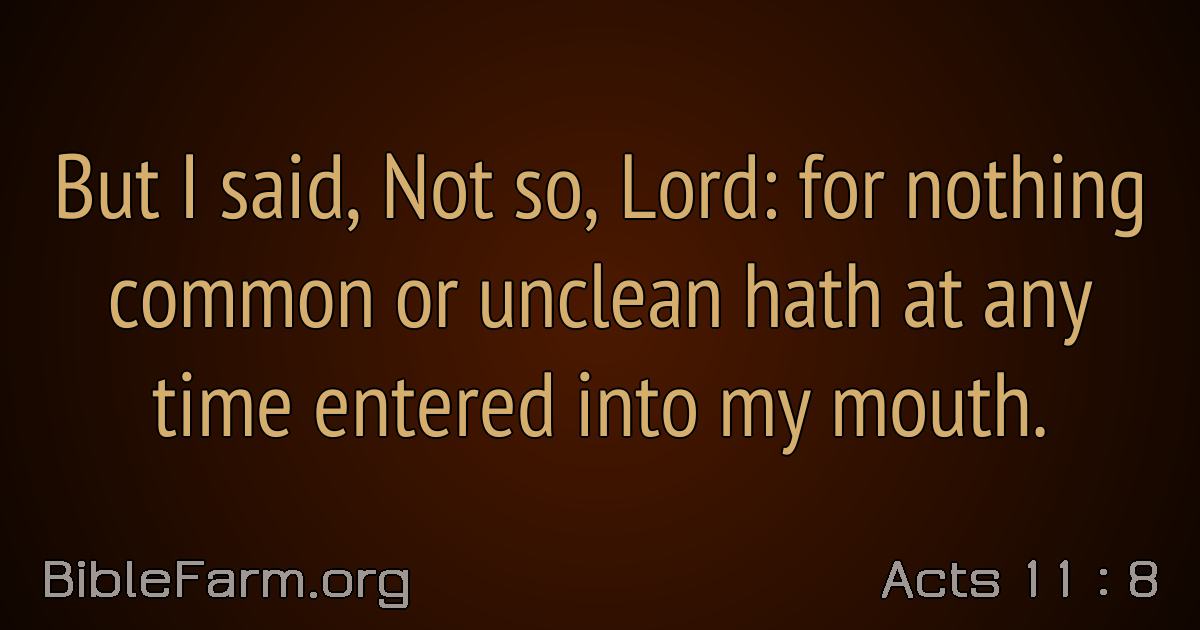 But I said, Not so, Lord: for nothing
common or unclean hath at any
time entered into my mouth.
BibleFarm.org
Acts 11 : 8